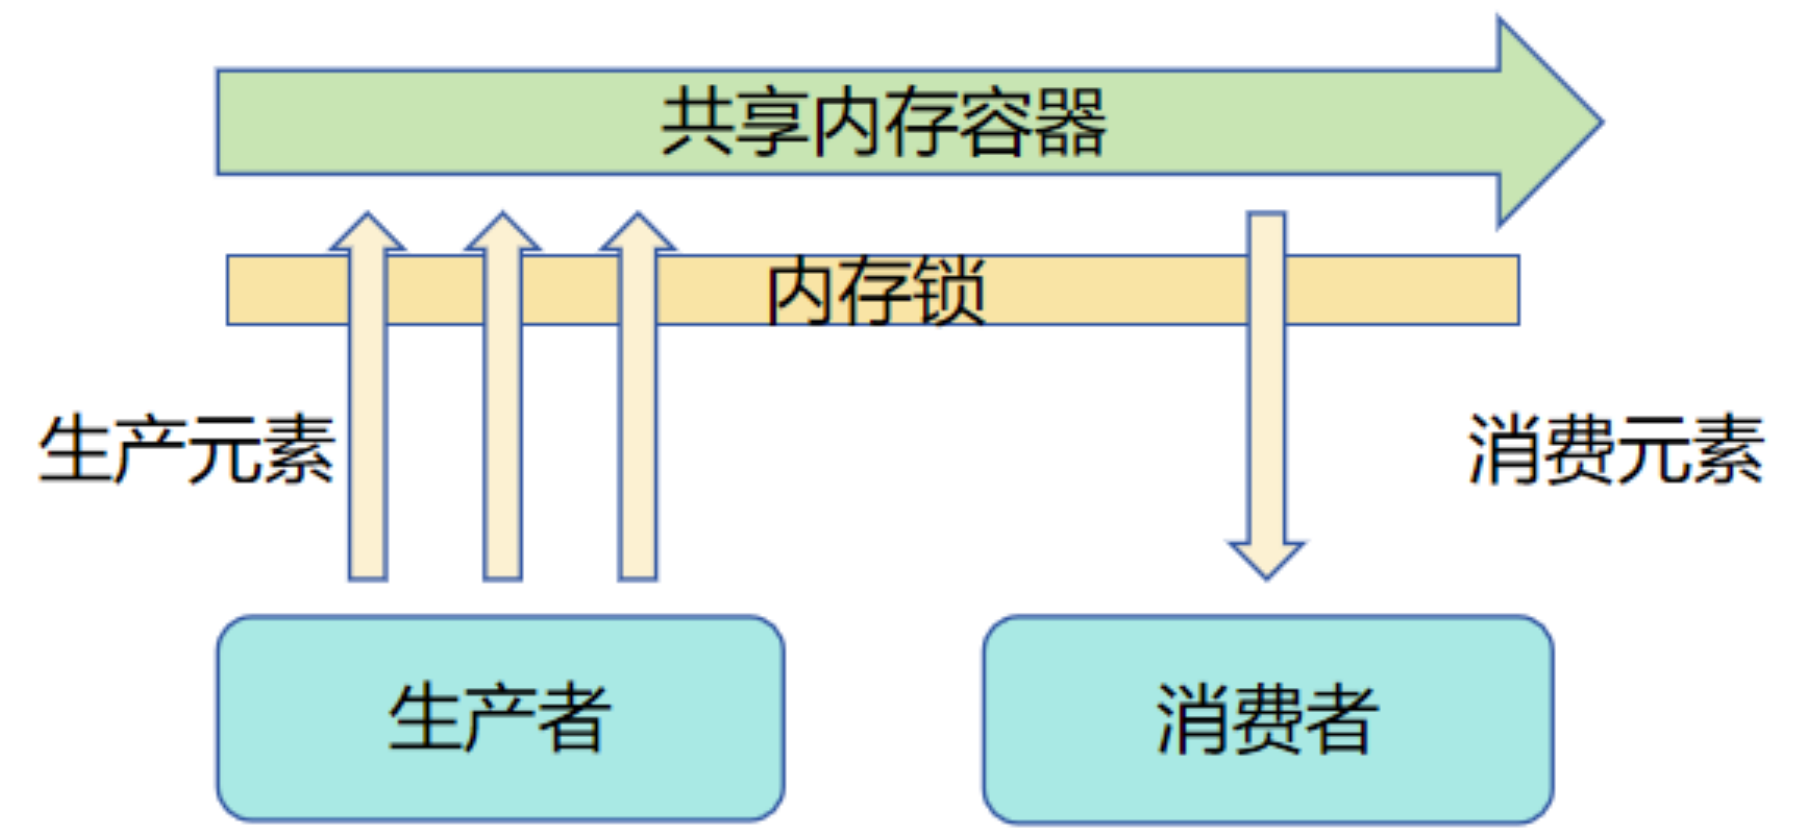 共享内存容器
内存锁
生产元素
消费元素
生产者
消费者